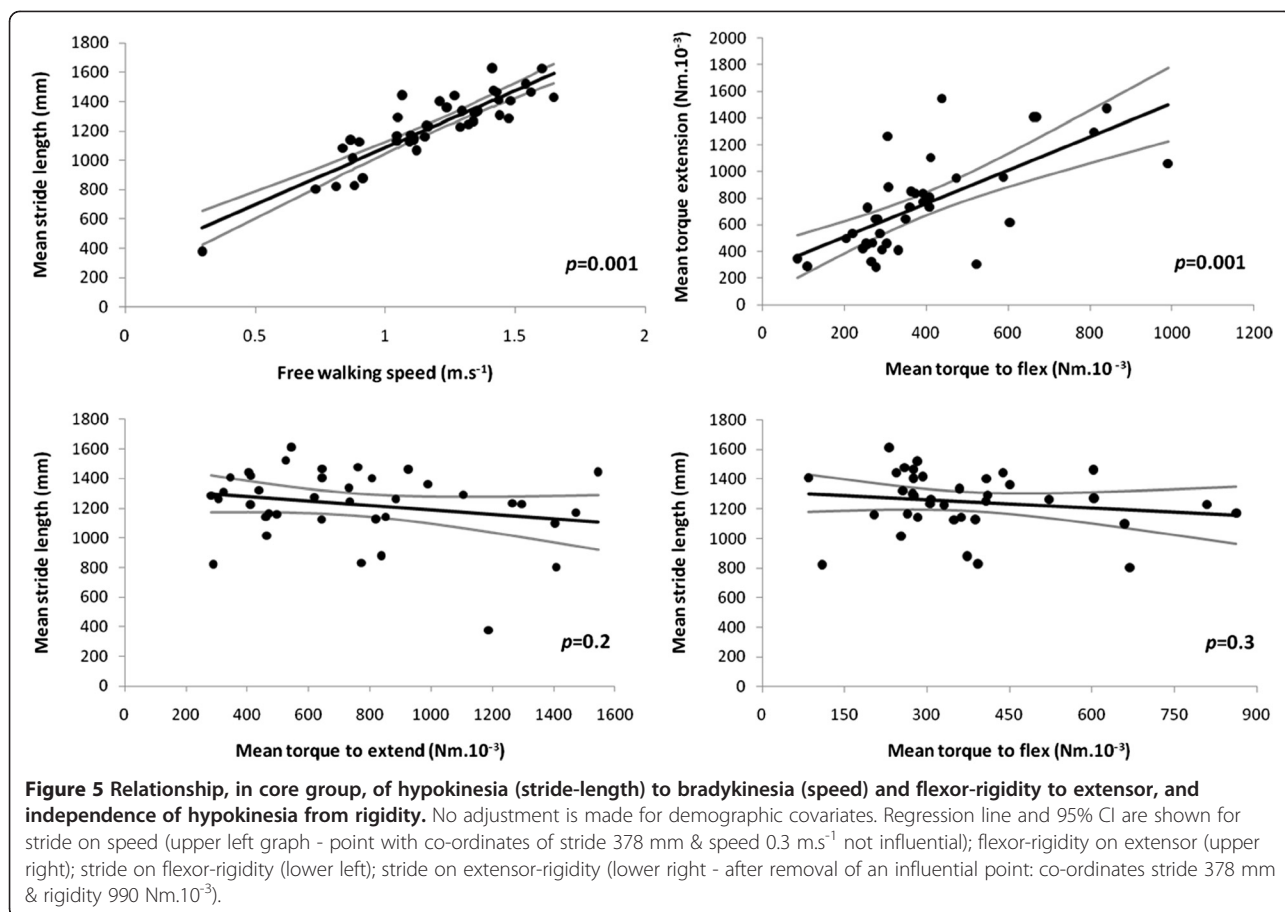 1800
1600
1400
1200
1000
800
600
400
200
0
Mean stride length (mm)
p=0.001
0 0.5 1 1.5 2
Free walking speed (m.s⁻¹)
2000
1800
1600
1400
1200
1000
800
600
400
200
0
Mean torque extension (Nm.10⁻³)
p=0.001
0 200 400 600 800 1000 1200
Mean torque to flex (Nm.10⁻³)
1800
1600
1400
1200
1000
800
600
400
200
0
Mean stride length (mm)
p=0.2
0 200 400 600 800 1000 1200 1400 1600
Mean torque to extend (Nm.10⁻³)
1800
1600
1400
1200
1000
800
600
400
200
0
Mean stride length (mm)
p=0.3
0 150 300 450 600 750 900
Mean torque to flex (Nm.10⁻³)
Figure 5 Relationship, in core group, of hypokinesia (stride-length) to bradykinesia (speed) and flexor-rigidity to extensor, and
independence of hypokinesia from rigidity. No adjustment is made for demographic covariates. Regression line and 95% CI are shown for
stride on speed (upper left graph - point with co-ordinates of stride 378 mm & speed 0.3 m.s⁻¹ not influential); flexor-rigidity on extensor (upper
right); stride on flexor-rigidity (lower left); stride on extensor-rigidity (lower right - after removal of an influential point: co-ordinates stride 378 mm
& rigidity 990 Nm.10⁻³).